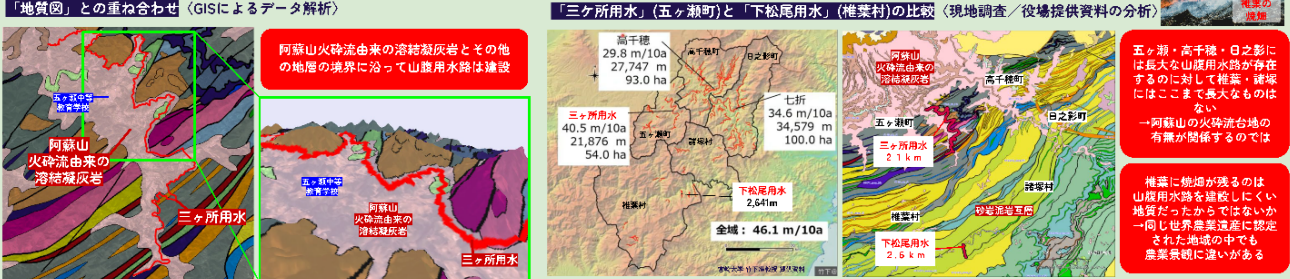 「地質図」との重ね合わせ〈GISによるデータ解析〉
阿蘇山火砕流由来の溶結凝灰岩とその他
の地層の境界に沿って山腹用水路は建設
五ヶ瀬中等
教育学校
阿蘇山
火砕流由来の
溶結凝灰岩
三ヶ所用水
五ヶ瀬中等
教育学校
阿蘇山
火砕流由来の
溶結凝灰岩
三ヶ所用水
「三ケ所用水」(五ヶ瀬町)と「下松尾用水」(椎葉村)の比較〈現地調査／役場提供資料の分析〉
椎葉の
焼畑
高千穂
29.8 m/10a
27,747 m
93.0 ha
高千穂町
日之影町
七折
34.6 m/10a
34,579 m
100.0 ha
三ヶ所用水
40.5 m/10a
21,876 m
54.0 ha
五ヶ瀬町
諸塚村
椎葉村
下松尾用水
2,641m
全域：46.1 m/10a
阿蘇山
火砕流由来の
溶結凝灰岩
高千穂町
日之影町
五ヶ瀬町
三ヶ所用水
21km
諸塚村
椎葉村
砂岩泥岩互層
下松尾用水
2.6km
五ヶ瀬・高千穂・日之影に
は長大な山腹用水路が存在
するのに対して椎葉・諸塚
にはここまで長大なものは
ない
→阿蘇山の火砕流台地の
有無が関係するのでは
椎葉に焼畑が残るのは
山腹用水路を建設しにくい
地質だったからではないか
→同じ世界農業遺産に認定
された地域の中でも
農業景観に違いがある